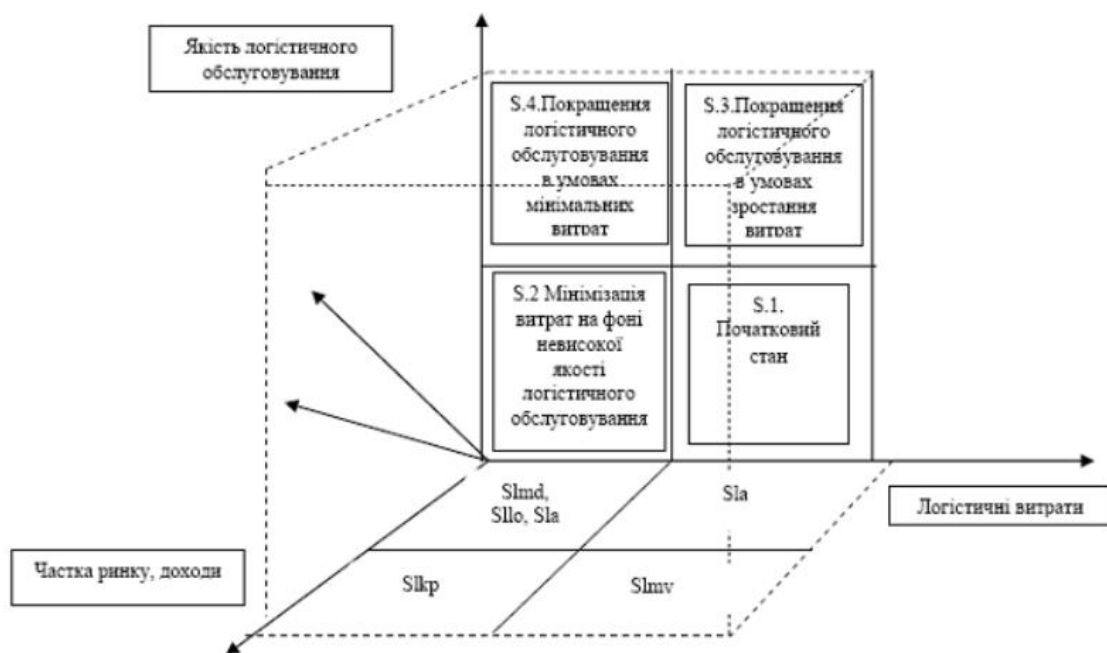 Якість логістичного
обслуговування
S.4.Покращення
логістичного
обслуговування
в умовах
мінімальних
витрат
S.3.Покращення
логістичного
обслуговування
в умовах
зростання
витрат
S.2 Мінімізація
витрат на фоні
невисокої
якості
логістичного
обслуговування
S.1.
Початковий
стан
Slmd,
Sllo, Sla
Sla
Логістичні витрати
Частка ринку, доходи
Slkp
Slmv